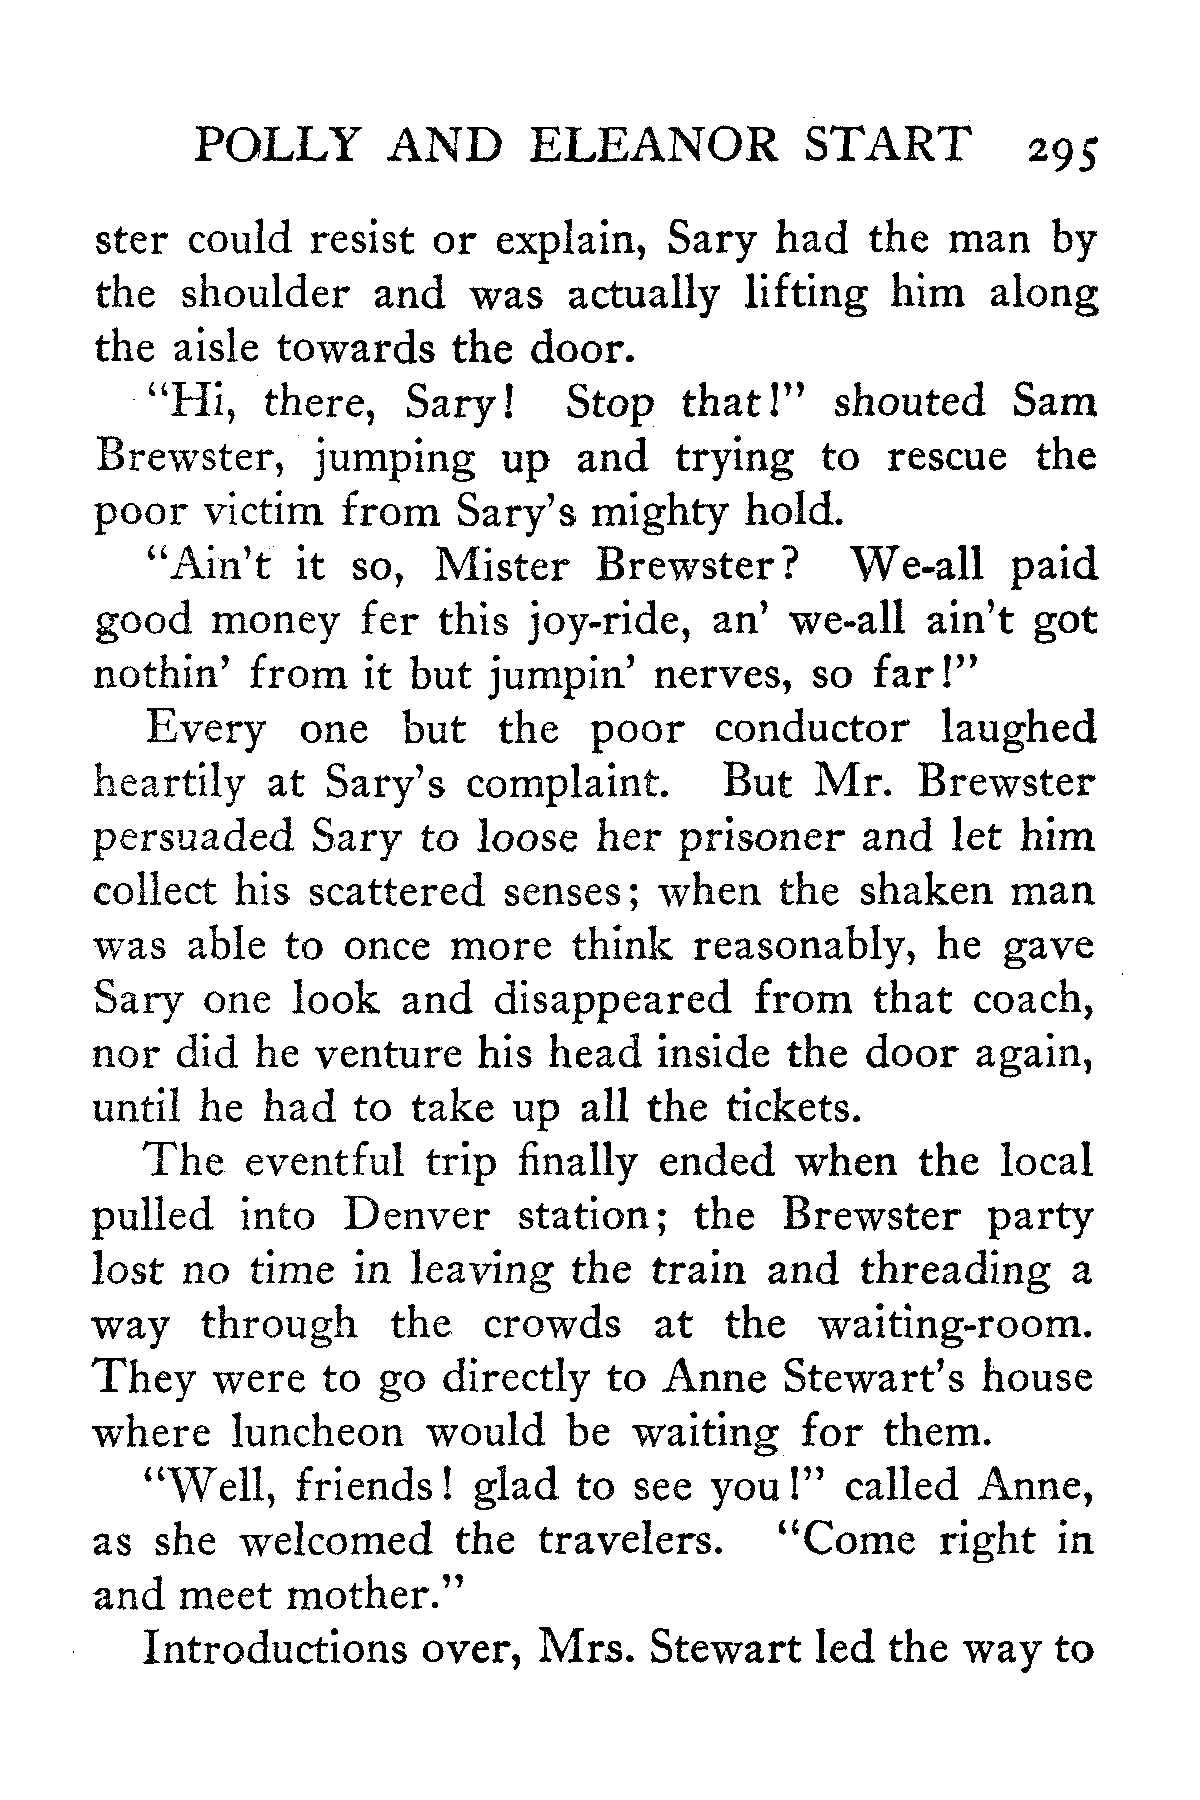 POLLY AND ELEANOR START 295
ster could resist or explain, Sary had the man by
the shoulder and was actually lifting him along
the aisle towards the door.
“Hi, there, Sary! Stop that!” shouted Sam
Brewster, jumping up and trying to rescue the
poor victim from Sary’s mighty hold.
“Ain’t it so, Mister Brewster? We-all paid
good money fer this joy-ride, an’ we-all ain’t got
nothin’ from it but jumpin’ nerves, so far!”
Every one but the poor conductor laughed
heartily at Sary’s complaint. But Mr. Brewster
persuaded Sary to loose her prisoner and let him
collect his scattered senses; when the shaken man
was able to once more think reasonably, he gave
Sary one look and disappeared from that coach,
nor did he venture his head inside the door again,
until he had to take up all the tickets.
The eventful trip finally ended when the local
pulled into Denver station; the Brewster party
lost no time in leaving the train and threading a
way through the crowds at the waiting-room.
They were to go directly to Anne Stewart’s house
where luncheon would be waiting for them.
“Well, friends! glad to see you!” called Anne,
as she welcomed the travelers. “Come right in
and meet mother.”
Introductions over, Mrs. Stewart led the way to